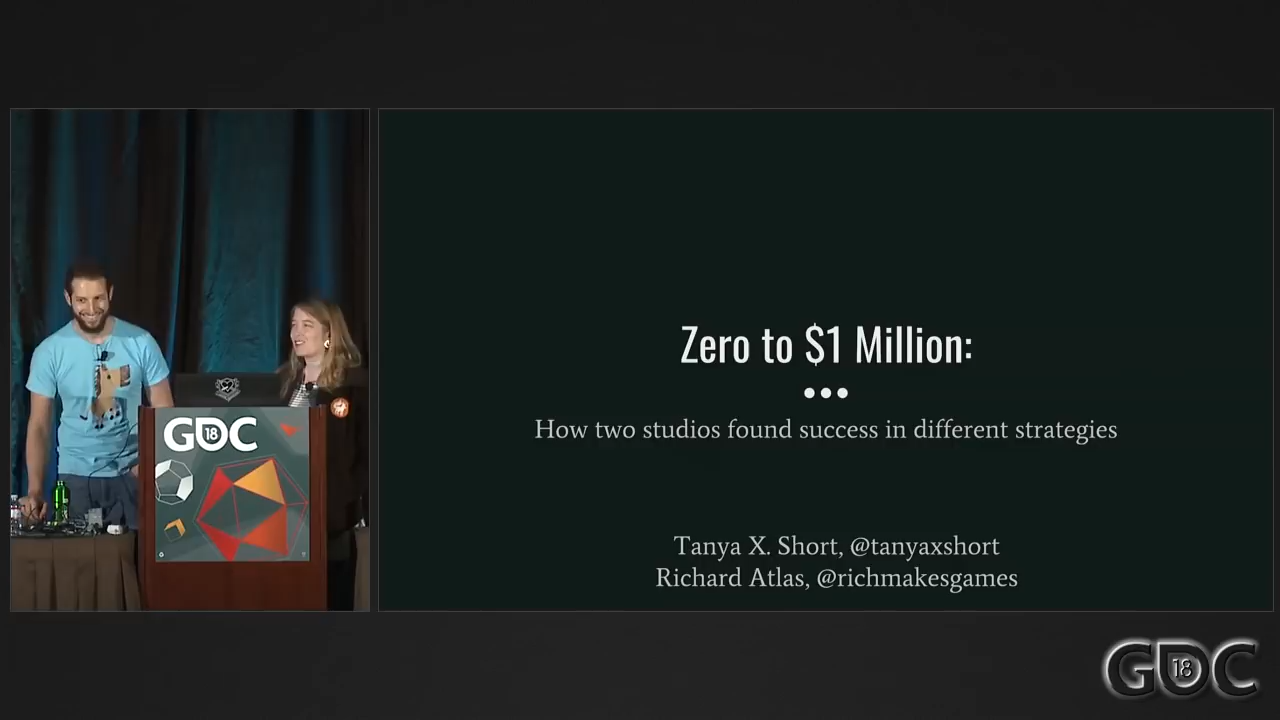 Zero to $1 Million:
How two studios found success in different strategies
Tanya X. Short, @tanyaxshort
Richard Atlas, @richmakesgames
GDC
18
GDC
18